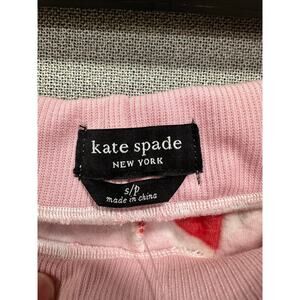 kate spade
NEW YORK
S/P
made in china